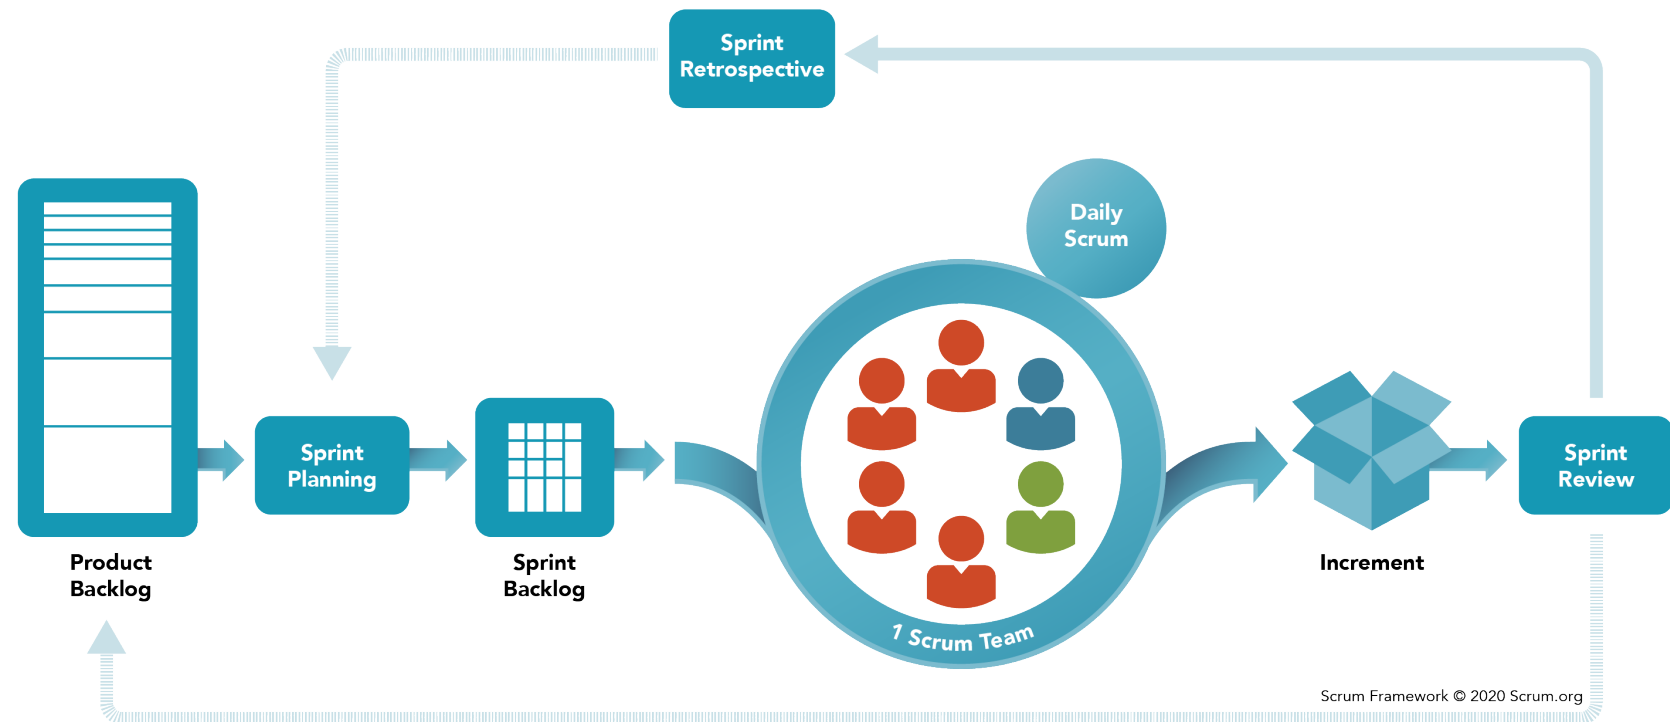 Sprint
Retrospective
Daily
Scrum
Sprint
Planning
Sprint
Review
Product
Backlog
Sprint
Backlog
Increment
1 Scrum Team
Scrum Framework © 2020 Scrum.org